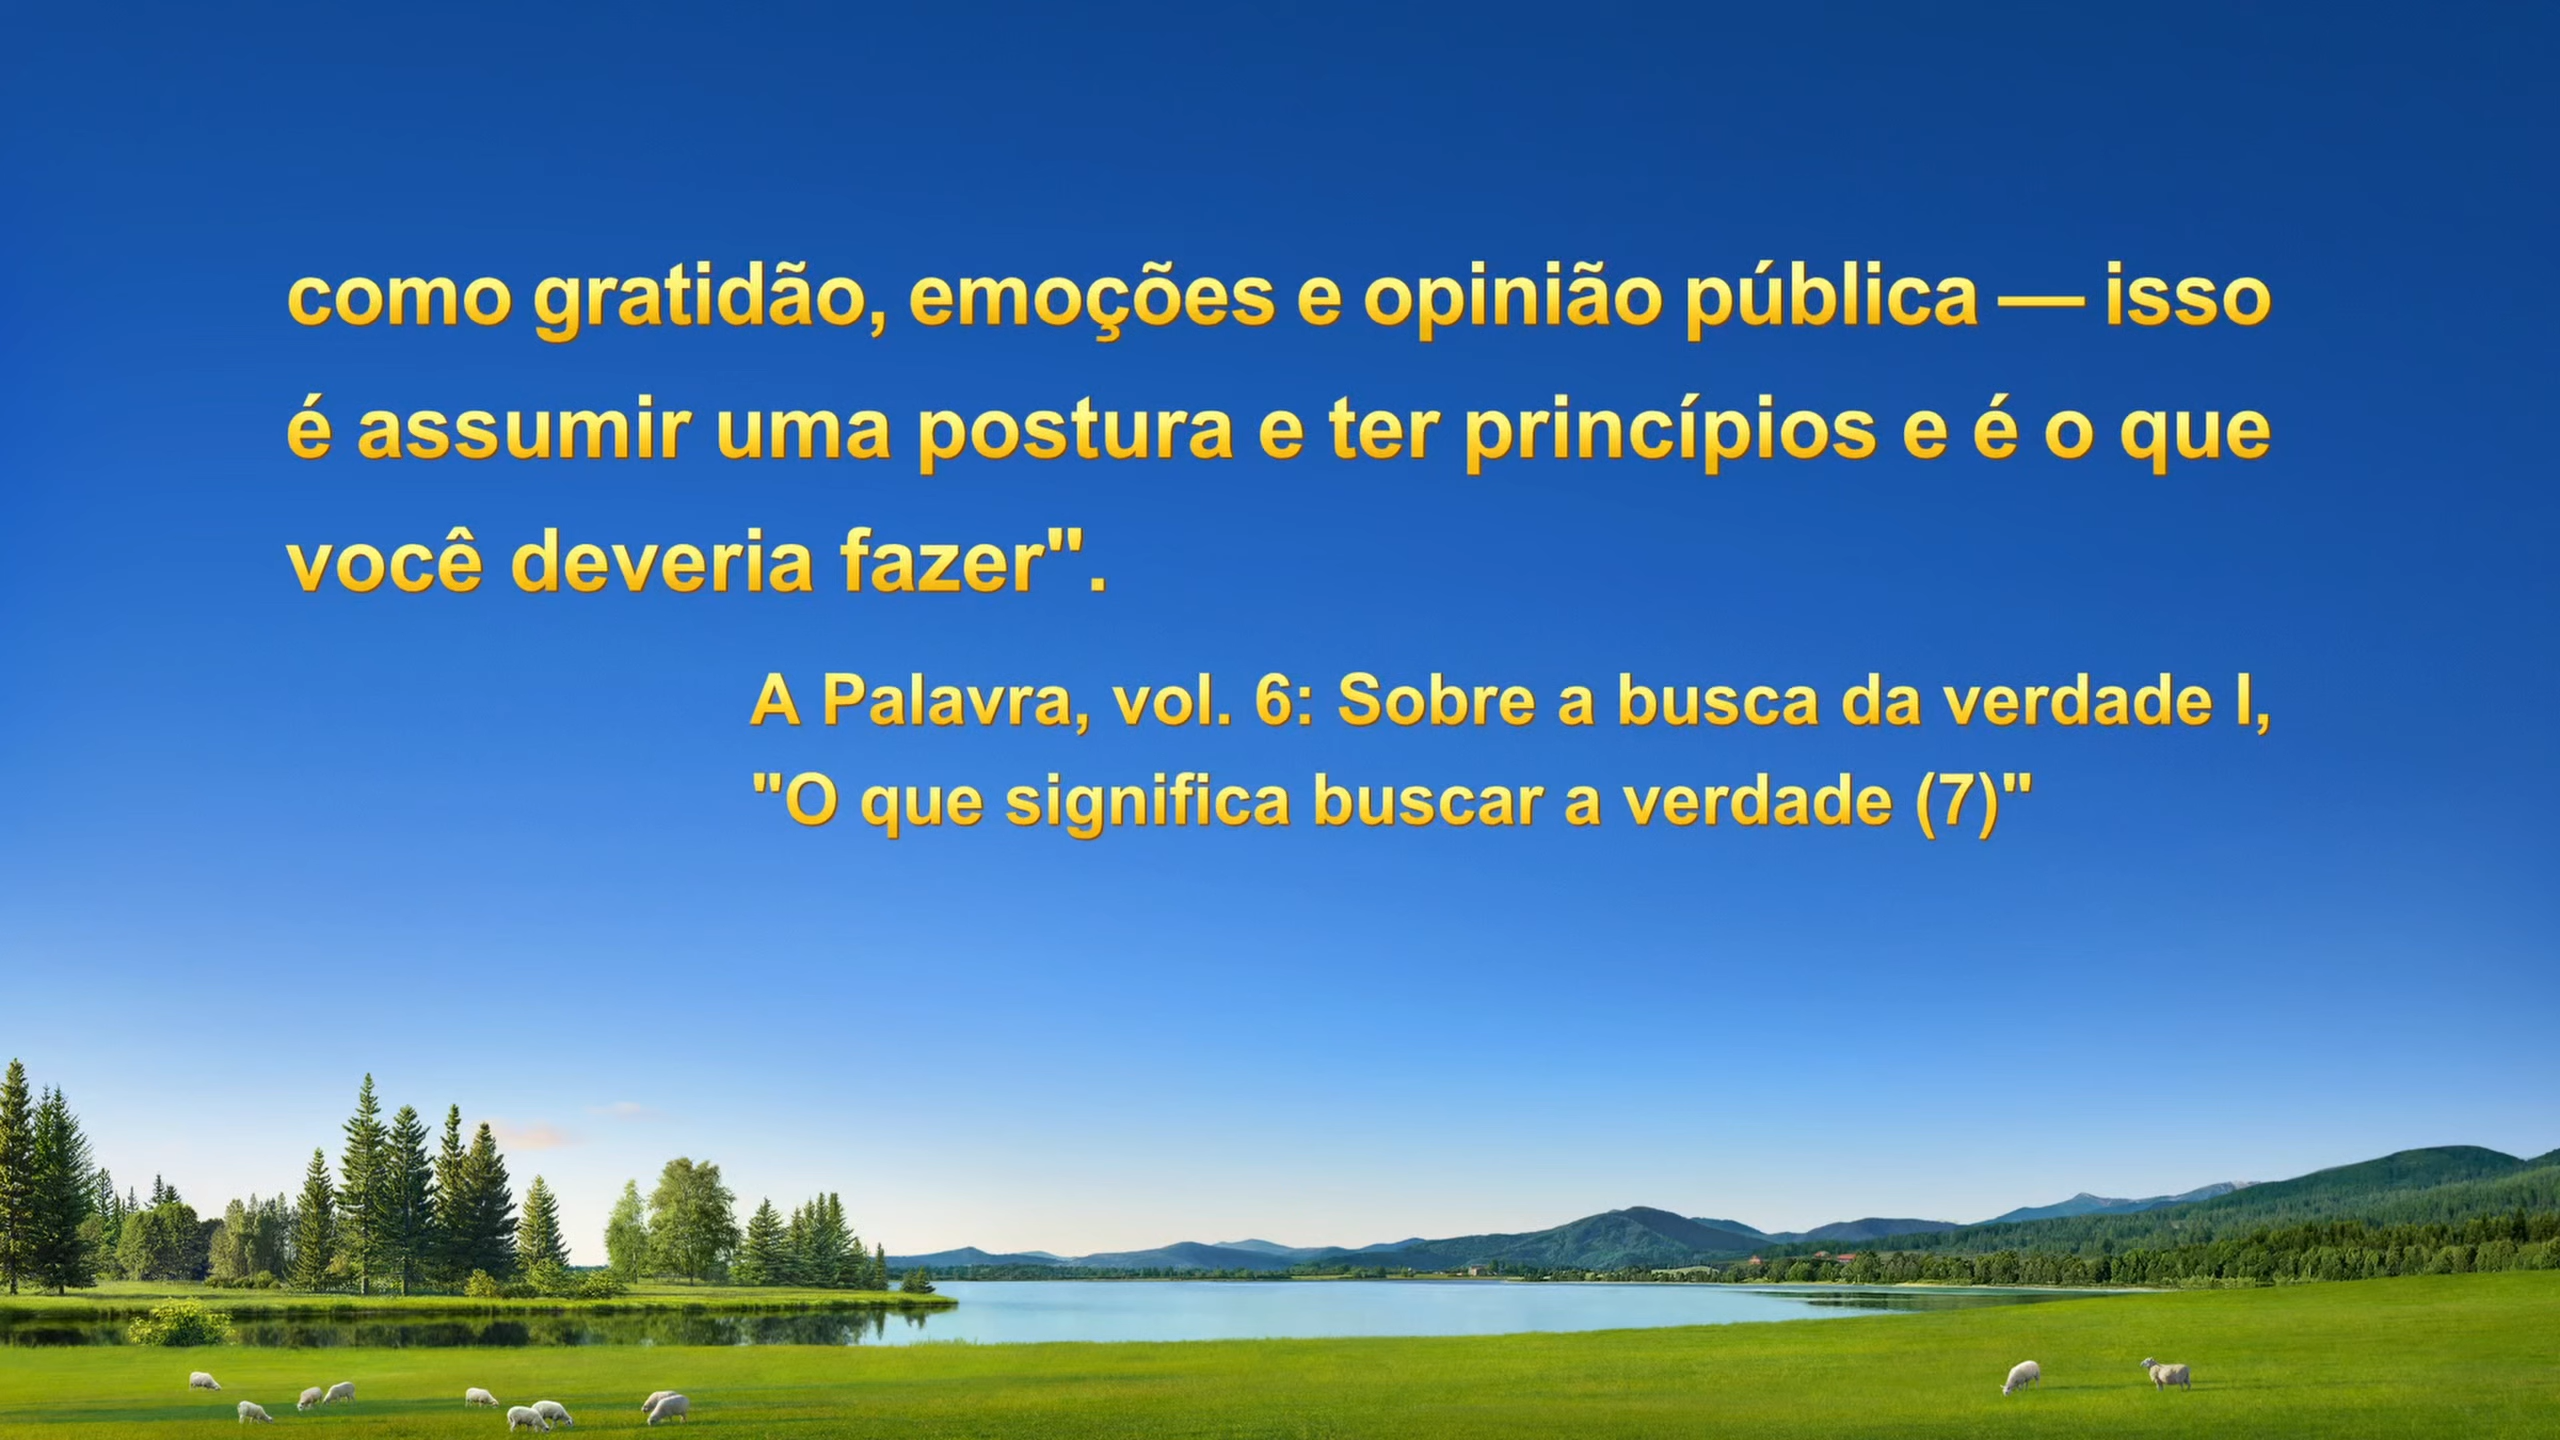 como gratidão, emoções e opinião pública — isso
é assumir uma postura e ter princípios e é o que
você deveria fazer".
A Palavra, vol. 6: Sobre a busca da verdade I,
"O que significa buscar a verdade (7)"